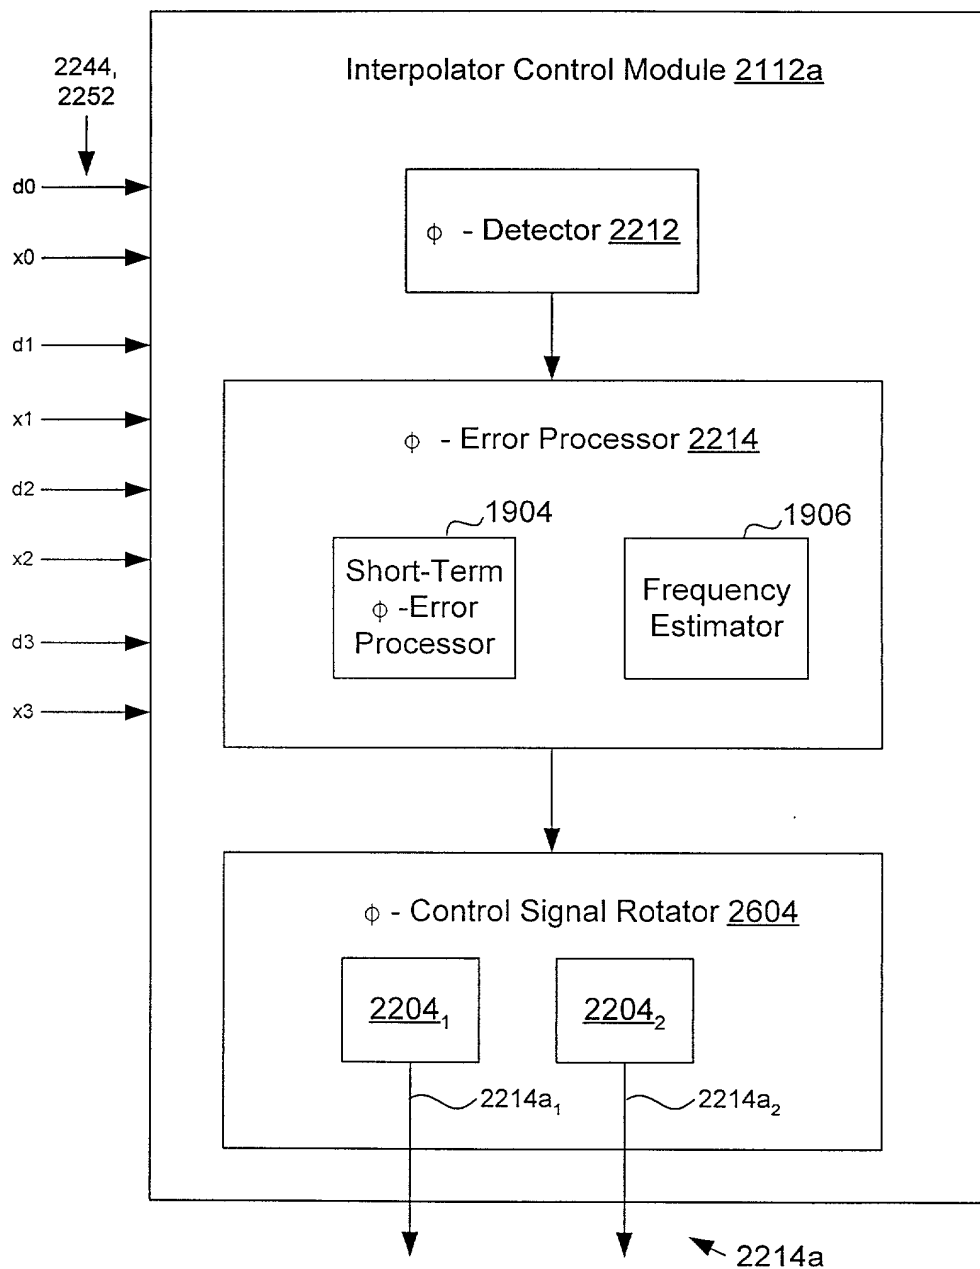 Interpolator Control Module 2112a
2244,
2252
d0
x0
d1
x1
d2
x2
d3
x3
ϕ - Detector 2212
ϕ - Error Processor 2214
1904
Short-Term
ϕ -Error
Processor
1906
Frequency
Estimator
ϕ - Control Signal Rotator 2604
2204₁
2204₂
2214a₁
2214a₂
2214a